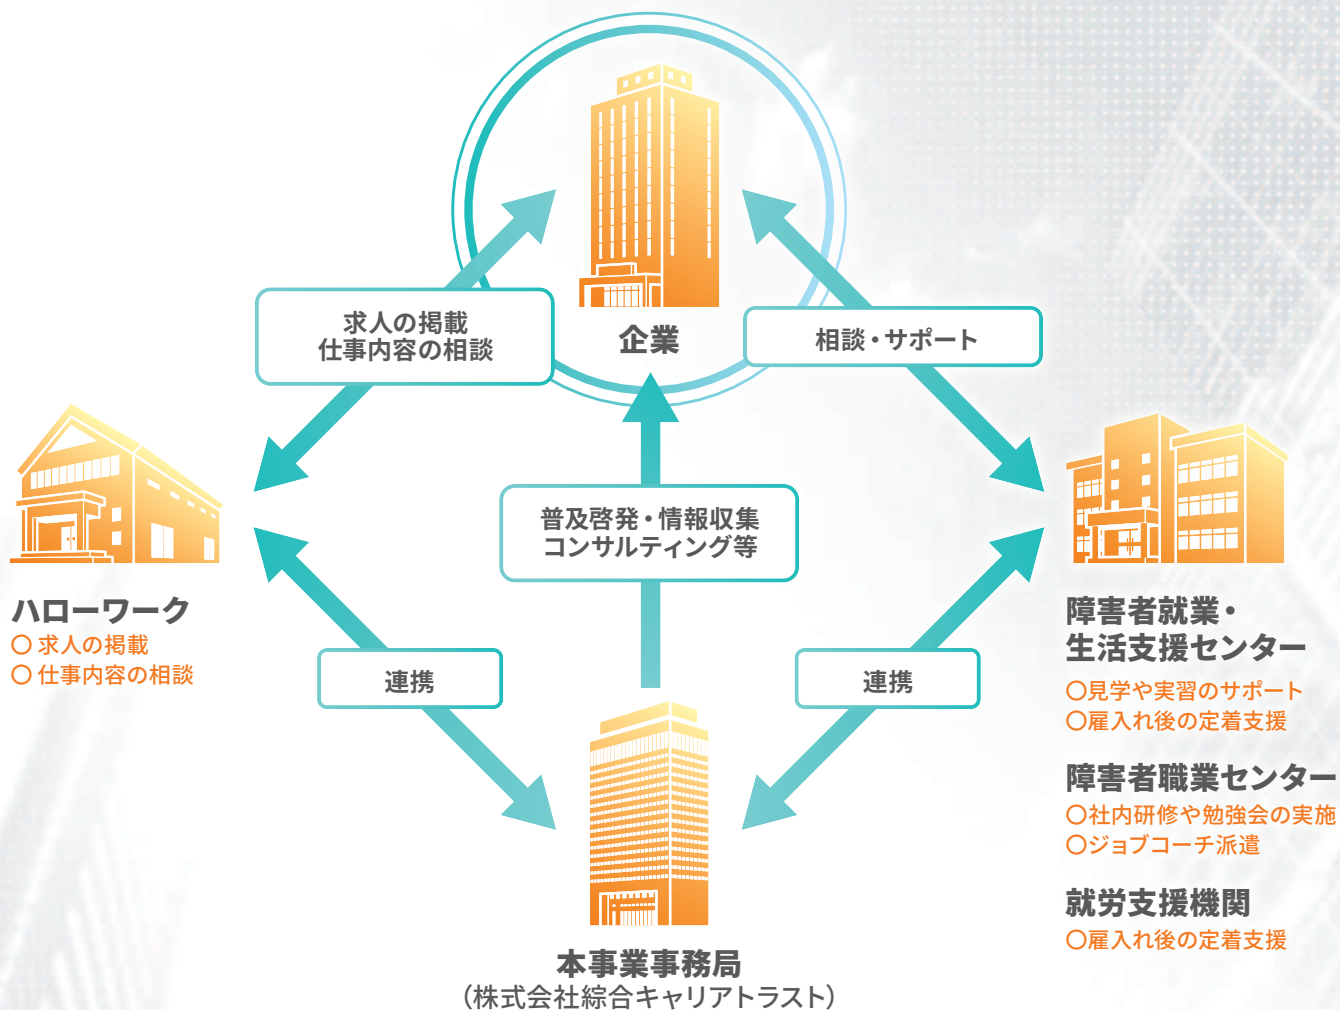 求人の掲載
仕事内容の相談
企業
相談・サポート
普及啓発・情報収集
コンサルティング等
ハローワーク
〇 求人の掲載
〇 仕事内容の相談
連携
連携
障害者就業・
生活支援センター
〇見学や実習のサポート
〇雇入れ後の定着支援
障害者職業センター
〇社内研修や勉強会の実施
〇ジョブコーチ派遣
就労支援機関
〇雇入れ後の定着支援
本事業事務局
（株式会社綜合キャリアトラスト）